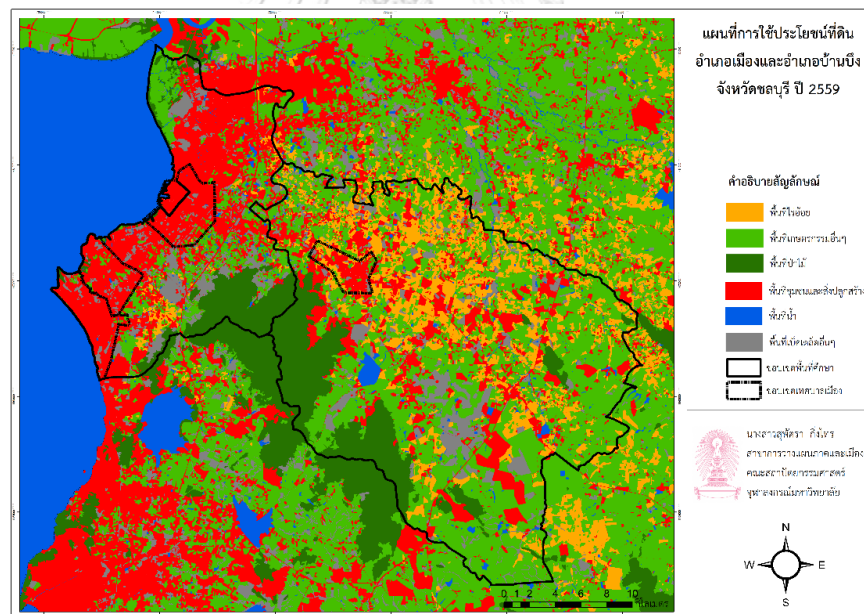 แผนที่การใช้ประโยชน์ที่ดิน
อำเภอเมืองและอำเภอบ้านบึง
จังหวัดชลบุรี ปี 2559
คำอธิบายสัญลักษณ์
พื้นที่ไร่อ้อย
พื้นที่เกษตรกรรมอื่นๆ
พื้นที่ป่าไม้
พื้นที่ชุมชนและสิ่งปลูกสร้าง
พื้นที่น้ำ
พื้นที่เบ็ดเตล็ดอื่นๆ
ขอบเขตพื้นที่ศึกษา
ขอบเขตเทศบาลเมือง
นางสาวสุพัตรา
สาขาการวางแผนภาคและเมือง
คณะสถาปัตยกรรมศาสตร์
จุฬาลงกรณ์มหาวิทยาลัย
N
W E
S
0 1 2 4 6 8 10
กิโลเมตร